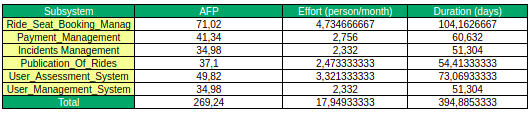 Subsystem AFP Effort (person/month) Duration (days)
Ride_Seat_Booking_Manag 71,02 4,734666667 104,1626667
Payment_Management 41,34 2,756 60,632
Incidents Management 34,98 2,332 51,304
Publication_Of_Rides 37,1 2,473333333 54,41333333
User_Assessment_System 49,82 3,321333333 73,06933333
User_Management_System 34,98 2,332 51,304
Total 269,24 17,94933333 394,8853333